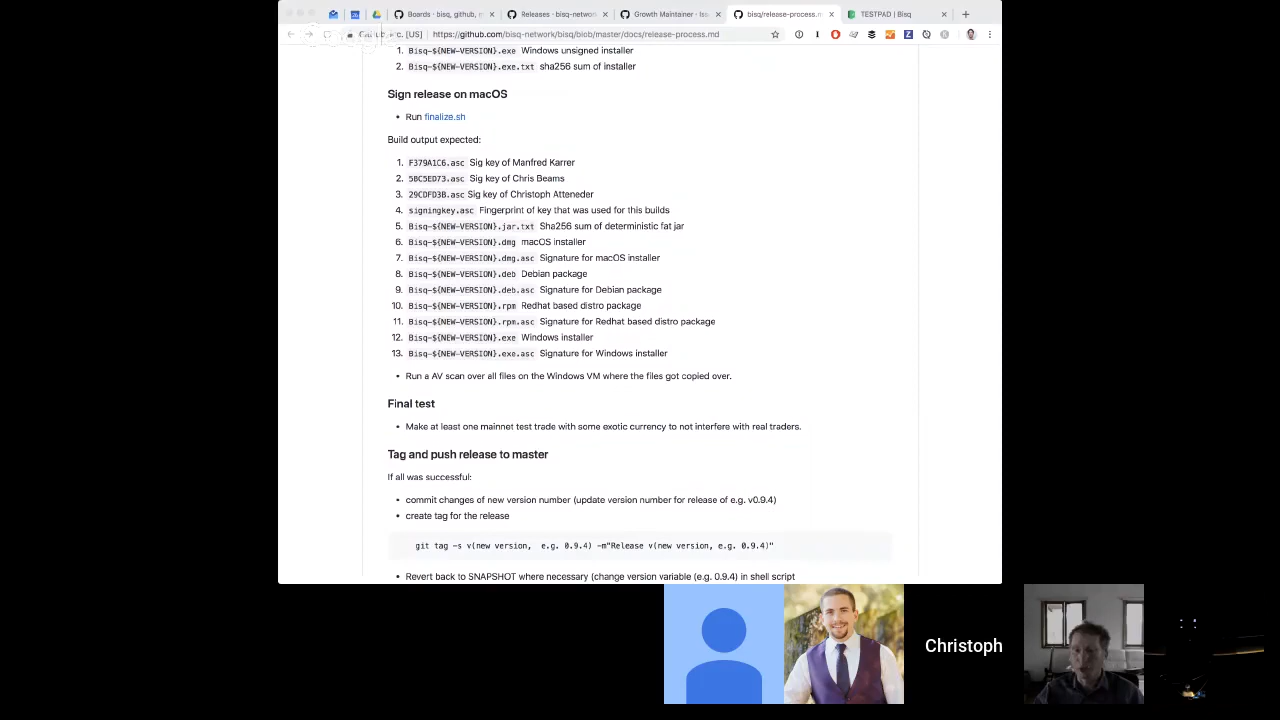 Boards - bisq, github, e
Releases - bisq-networ
Growth Maintainer · Iss
bisq/release-process.m
TESTPAD | Bisq
[US]
https://github.com/bisq-network/bisq/blob/master/docs/release-process.md
1. Bisq-${NEW-VERSION}.exe Windows unsigned installer
2. Bisq-${NEW-VERSION}.exe.txt sha256 sum of installer
Sign release on macOS
• Run finalize.sh
Build output expected:
1. F379A1C6.asc Sig key of Manfred Karrer
2. 5BC5ED73.asc Sig key of Chris Beams
3. 29CDFD3B.asc Sig key of Christoph Atteneder
4. signingkey.asc Fingerprint of key that was used for this builds
5. Bisq-${NEW-VERSION}.jar.txt Sha256 sum of deterministic fat jar
6. Bisq-${NEW-VERSION}.dmg macOS installer
7. Bisq-${NEW-VERSION}.dmg.asc Signature for macOS installer
8. Bisq-${NEW-VERSION}.deb Debian package
9. Bisq-${NEW-VERSION}.deb.asc Signature for Debian package
10. Bisq-${NEW-VERSION}.rpm Redhat based distro package
11. Bisq-${NEW-VERSION}.rpm.asc Signature for Redhat based distro package
12. Bisq-${NEW-VERSION}.exe Windows installer
13. Bisq-${NEW-VERSION}.exe.asc Signature for Windows installer
• Run a AV scan over all files on the Windows VM where the files got copied over.
Final test
• Make at least one mainnet test trade with some exotic currency to not interfere with real traders.
Tag and push release to master
If all was successful:
• commit changes of new version number (update version number for release of e.g. v0.9.4)
• create tag for the release
git tag -s v(new version, e.g. 0.9.4) -m"Release v(new version, e.g. 0.9.4)"
• Revert back to SNAPSHOT where necessary (change version variable (e.g. 0.9.4) in shell script
Christoph